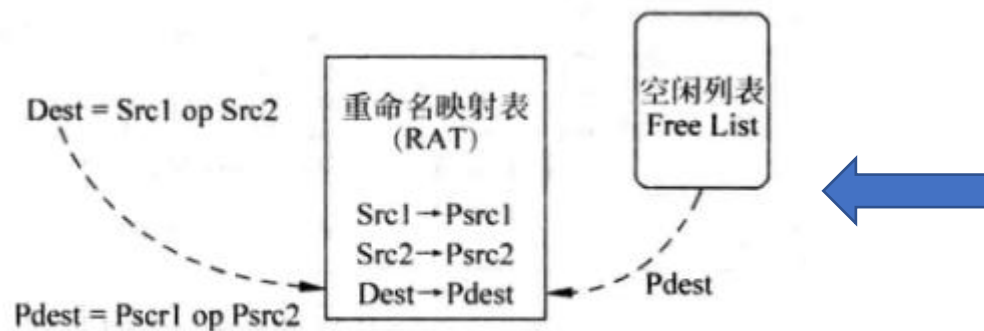 Dest = Src1 op Src2
Pdest = Pscr1 op Psrc2
重命名映射表
(RAT)
Src1→Psrc1
Src2→Psrc2
Dest→Pdest
空闲列表
Free List
Pdest